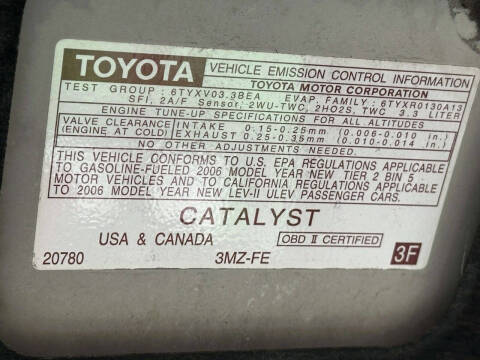 TOYOTA VEHICLE EMISSION CONTROL INFORMATION
TOYOTA MOTOR CORPORATION
TEST GROUP : 6TYXV03.3BEA EVAP. FAMILY : 6TYXR0130A13
SFI, 2A/F Sensor, 2WU-TWC, 2HO2S, TWC 3.3 LITER
ENGINE TUNE-UP SPECIFICATIONS FOR ALL ALTITUDES
VALVE CLEARANCE INTAKE 0.15-0.25mm (0.006-0.010 in.)
(ENGINE AT COLD) EXHAUST 0.25-0.35mm (0.010-0.014 in.)
NO OTHER ADJUSTMENTS NEEDED
THIS VEHICLE CONFORMS TO U.S. EPA REGULATIONS APPLICABLE
TO GASOLINE-FUELED 2006 MODEL YEAR NEW TIER 2 BIN 5
MOTOR VEHICLES AND TO CALIFORNIA REGULATIONS APPLICABLE
TO 2006 MODEL YEAR NEW LEV-II ULEV PASSENGER CARS.
CATALYST
USA & CANADA OBD II CERTIFIED
20780 3MZ-FE 3F